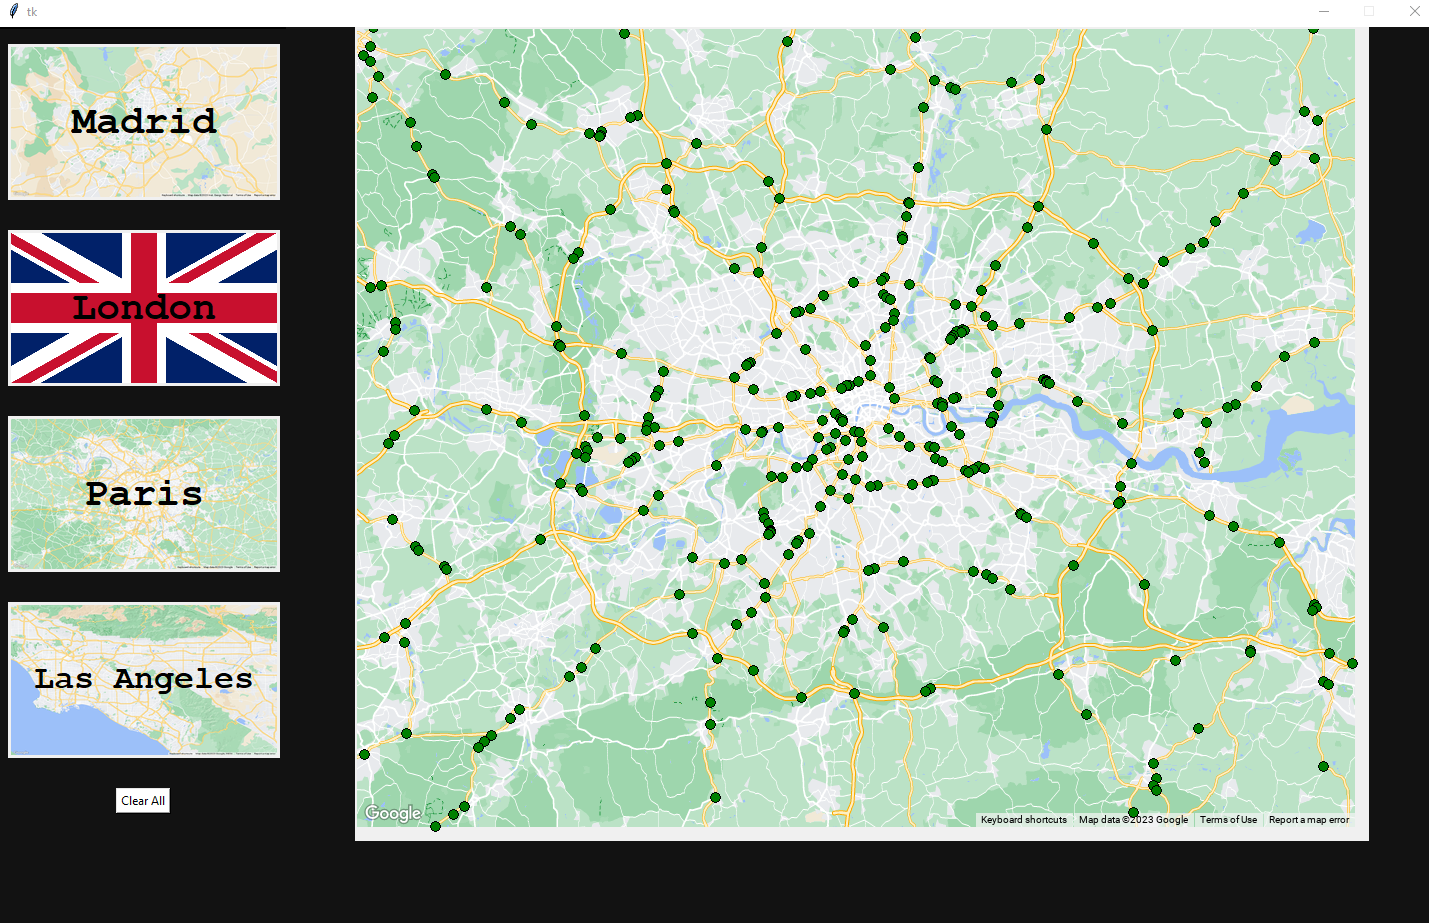 tk
Madrid
London
Paris
Las Angeles
Clear All
Google
Keyboard shortcuts
Map data ©2023 Google
Terms of Use
Report a map error